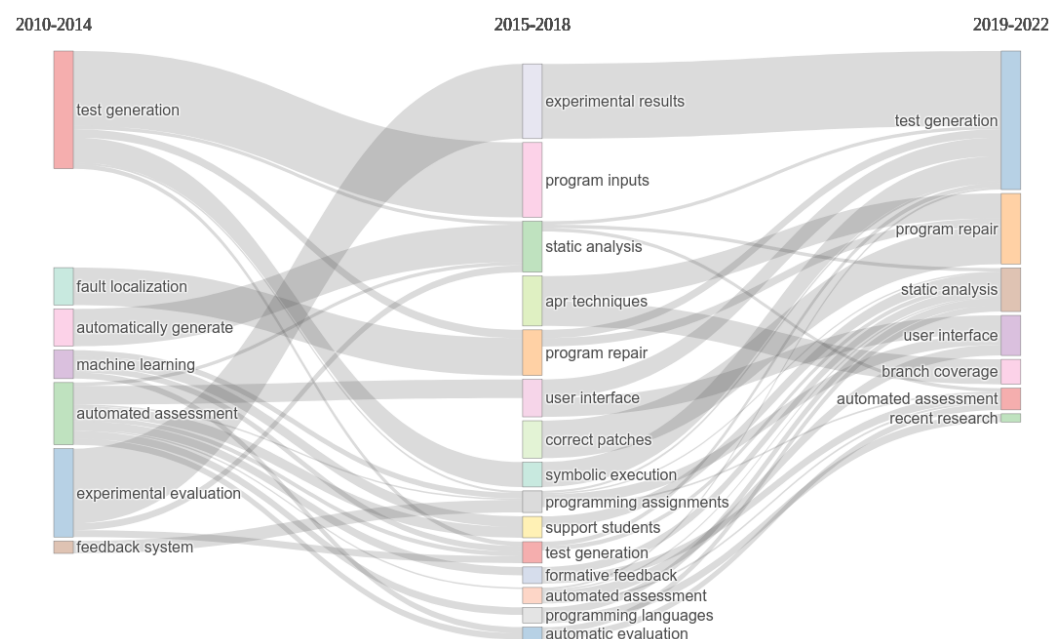 2010-2014
2015-2018
2019-2022
test generation
fault localization
automatically generate
machine learning
automated assessment
experimental evaluation
feedback system
experimental results
program inputs
static analysis
apr techniques
program repair
user interface
correct patches
symbolic execution
programming assignments
support students
test generation
formative feedback
automated assessment
programming languages
automatic evaluation
test generation
program repair
static analysis
user interface
branch coverage
automated assessment
recent research